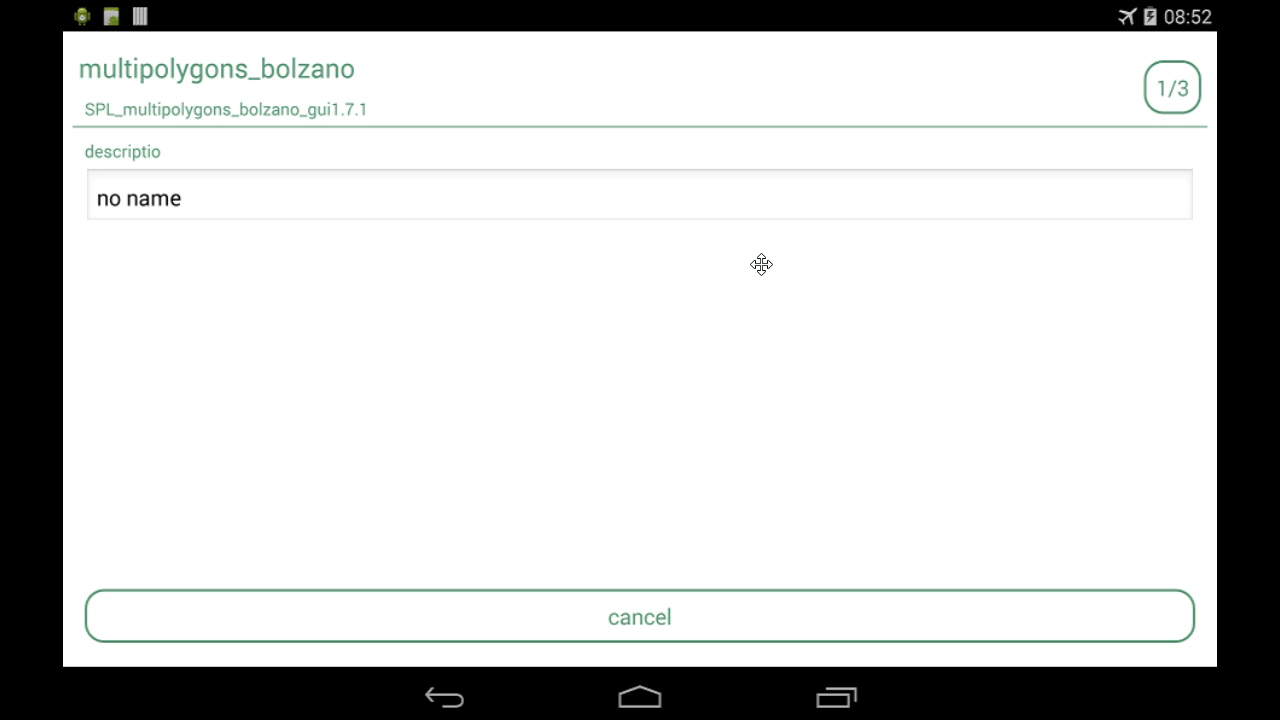 08:52
multipolygons_bolzano
1/3
SPL_multipolygons_bolzano_gui1.7.1
descriptio
no name
cancel